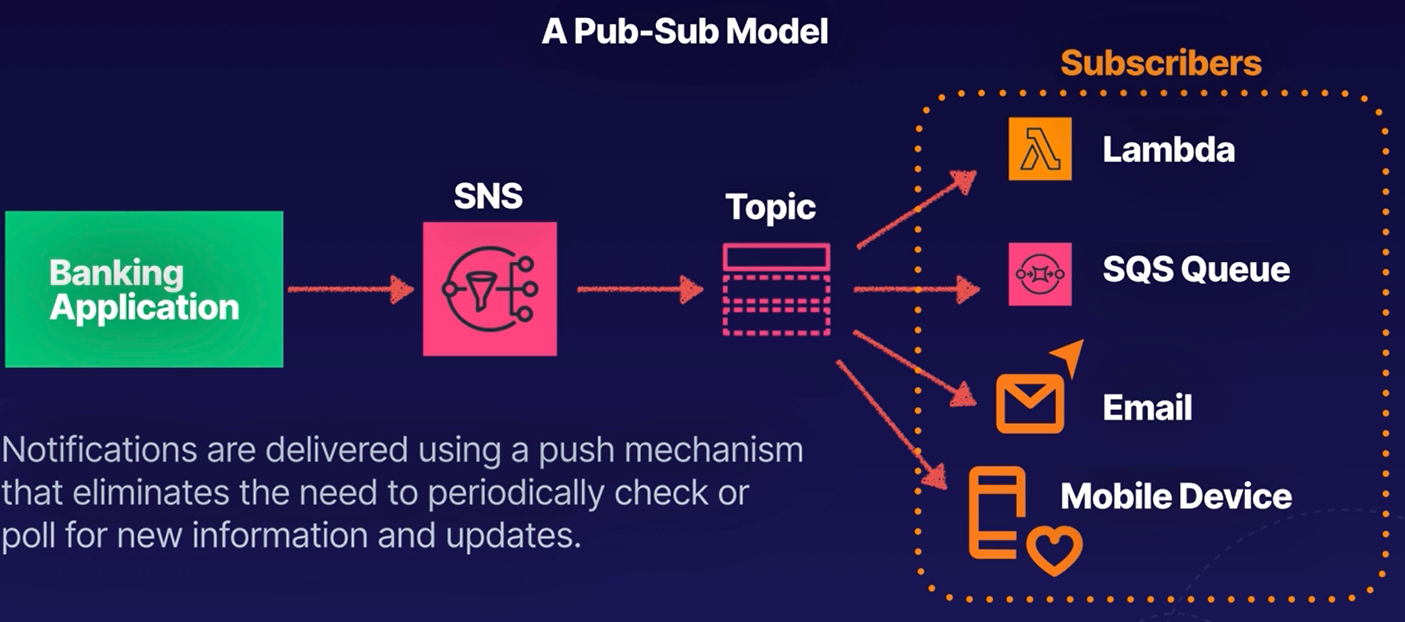 A Pub-Sub Model
Subscribers
Lambda
SNS
Topic
Banking
Application
SQS Queue
Email
Mobile Device
Notifications are delivered using a push mechanism
that eliminates the need to periodically check or
poll for new information and updates.